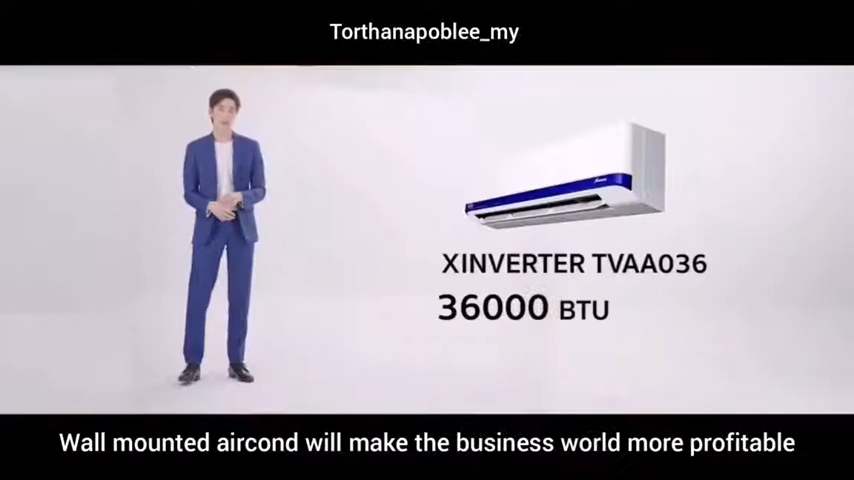 Torthanapoblee_my
XINVERTER TVAA036
36000 BTU
Wall mounted aircond will make the business world more profitable